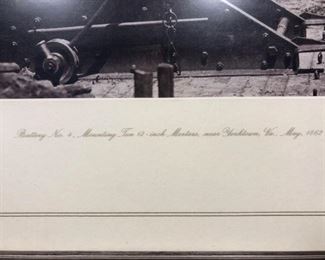 Battery No. 4, Mounting Ten 13-inch Mortars, near Yorktown, Va., May, 1862